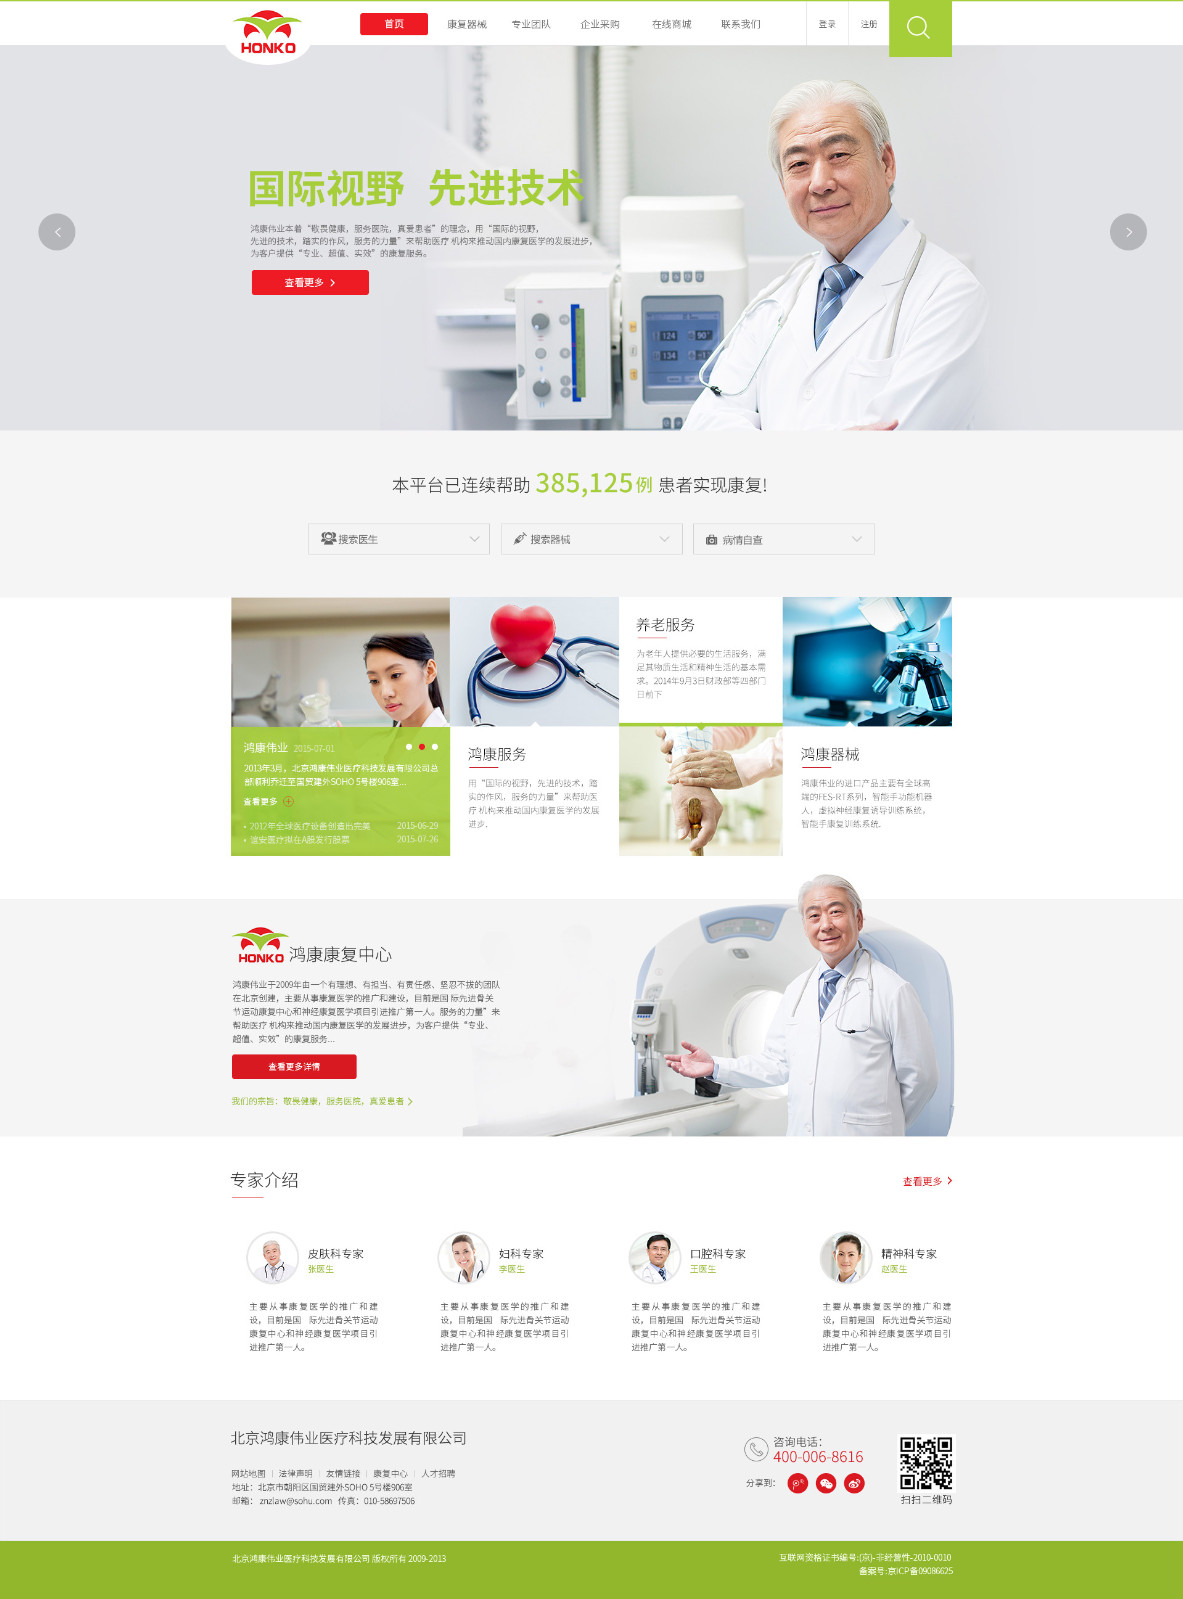 HONKO
首页 康复器械 专业团队 企业采购 在线商城 联系我们 登录 注册
国际视野 先进技术
鸿康伟业本着“敬畏健康，服务医院，真爱患者”的理念，用“国际的视野，
先进的技术，踏实的作风，服务的力量”来帮助医疗 机构来推动国内康复医学的发展进步，
为客户提供“专业、超值、实效”的康复服务。
查看更多
124 90
本平台已连续帮助 385,125例 患者实现康复!
搜索医生 搜索器械 病情自查
养老服务
为老年人提供必要的生活服务，满
足其物质生活和精神生活的基本需
求。2014年9月3日财政部等四部门
日前下
鸿康伟业 2015-07-01
2013年3月，北京鸿康伟业医疗科技发展有限公司总
部顺利乔迁至国贸建外SOHO 5号楼906室...
查看更多
• 2012年全球医疗设备创造后完美 2015-06-29
• 谊安医疗拟在A股发行股票 2015-07-26
鸿康服务
用“国际的视野，先进的技术，踏
实的作风，服务的力量”来帮助医
疗 机构来推动国内康复医学的发展
进步.
鸿康器械
鸿康伟业的进口产品主要有全球高
端的FES-RT系列，智能手功能机器
人，虚拟神经康复诱导训练系统，
智能手康复训练系统.
HONKO 鸿康康复中心
鸿康伟业于2009年由一个有理想、有担当、有责任感、坚忍不拔的团队
在北京创建，主要从事康复医学的推广和建设，目前是国 际先进骨关
节运动康复中心和神经康复医学项目引进推广第一人。服务的力量”来
帮助医疗 机构来推动国内康复医学的发展进步，为客户提供“专业、
超值、实效”的康复服务...
查看更多详情
我们的宗旨：敬畏健康，服务医院，真爱患者
专家介绍
查看更多
皮肤科专家
张医生
主要从事康复医学的推广和建
设，目前是国 际先进骨关节运动
康复中心和神经康复医学项目引
进推广第一人。
妇科专家
李医生
主要从事康复医学的推广和建
设，目前是国 际先进骨关节运动
康复中心和神经康复医学项目引
进推广第一人。
口腔科专家
王医生
主要从事康复医学的推广和建
设，目前是国 际先进骨关节运动
康复中心和神经康复医学项目引
进推广第一人。
精神科专家
赵医生
主要从事康复医学的推广和建
设，目前是国 际先进骨关节运动
康复中心和神经康复医学项目引
进推广第一人。
北京鸿康伟业医疗科技发展有限公司
网站地图 | 法律声明 | 友情链接 | 康复中心 | 人才招聘
地址：北京市朝阳区国贸建外SOHO 5号楼906室
邮箱： znzlaw@sohu.com 传真：010-58697506
咨询电话：
400-006-8616
分享到：
扫扫二维码
北京鸿康伟业医疗科技发展有限公司 版权所有 2009-2013
互联网资格证书编号:(京)-非经营性-2010-0010
备案号:京ICP备09086625